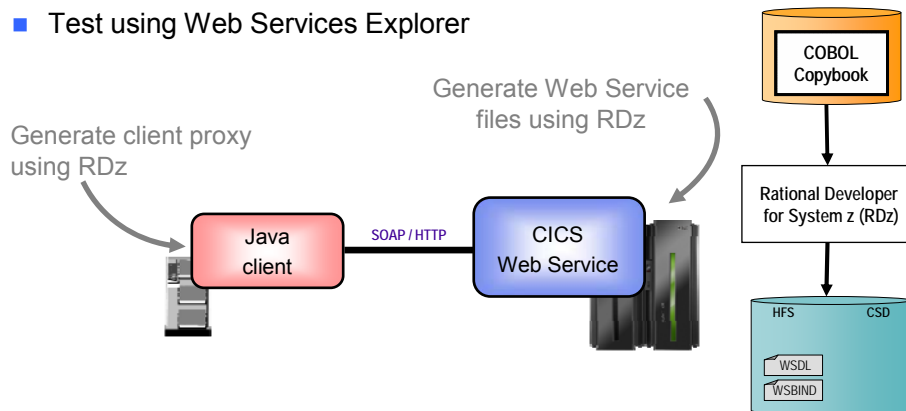 Test using Web Services Explorer
Generate client proxy
using RDz
Generate Web Service
files using RDz
Java
client
SOAP / HTTP
CICS
Web Service
COBOL
Copybook
Rational Developer
for System z (RDz)
HFS CSD
WSDL
WSBIND